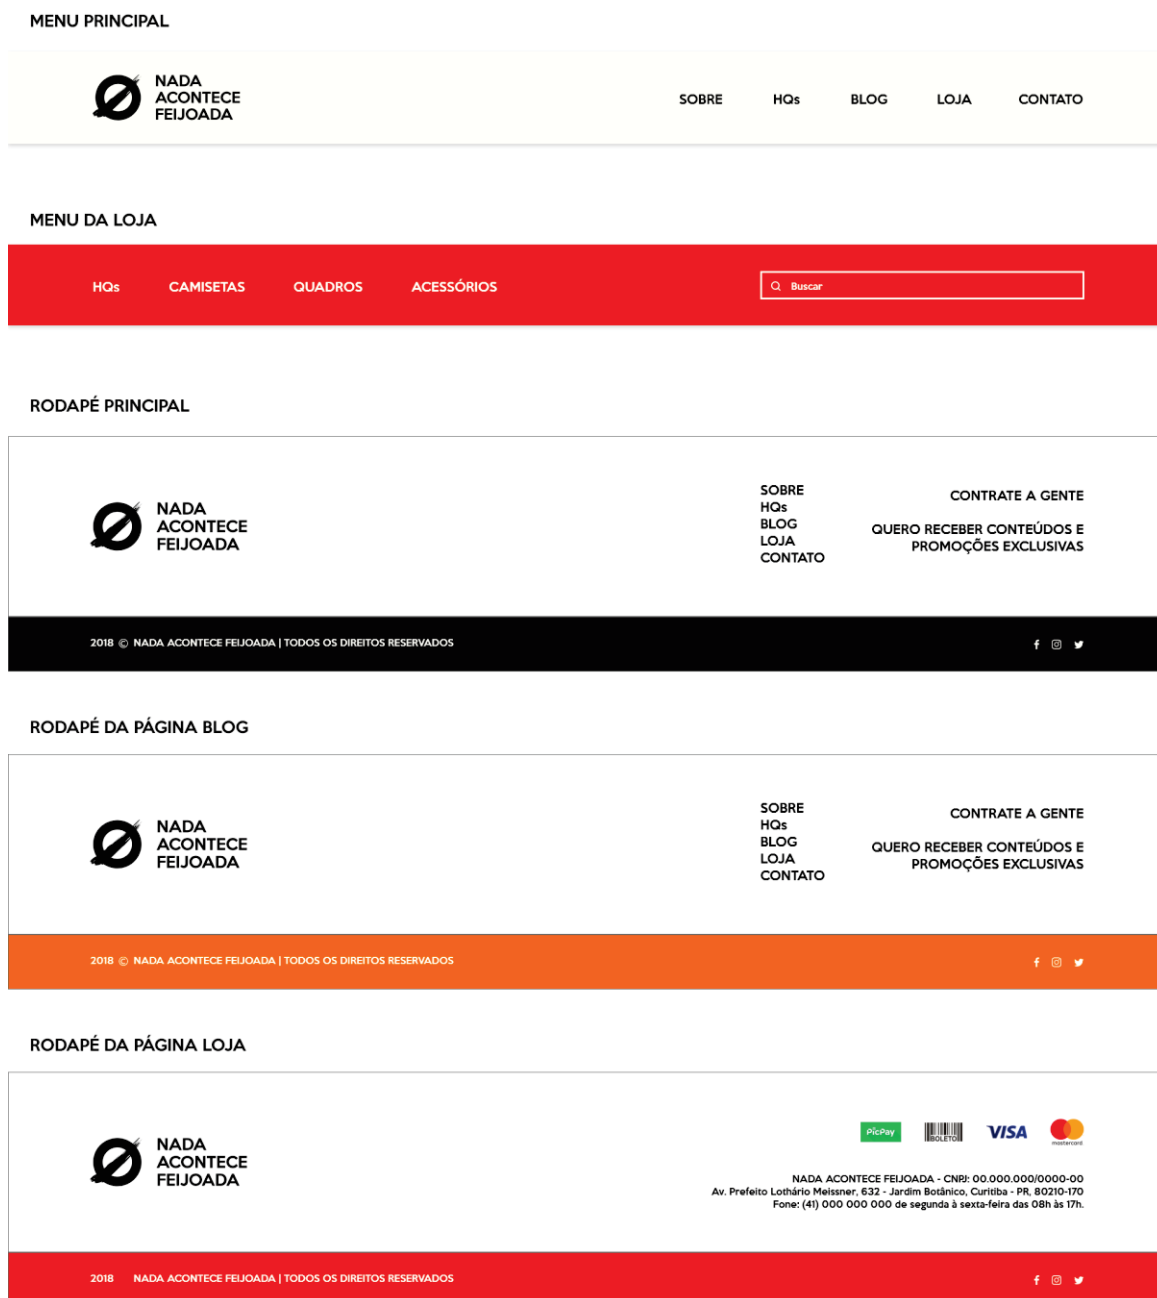 MENU PRINCIPAL
NADA
ACONTECE
FEIJOADA
SOBRE HQs BLOG LOJA CONTATO
MENU DA LOJA
HQs CAMISETAS QUADROS ACESSÓRIOS Buscar
RODAPÉ PRINCIPAL
NADA
ACONTECE
FEIJOADA
SOBRE
HQs
BLOG
LOJA
CONTATO
CONTRATE A GENTE
QUERO RECEBER CONTEÚDOS E
PROMOÇÕES EXCLUSIVAS
2018 © NADA ACONTECE FEIJOADA | TODOS OS DIREITOS RESERVADOS
RODAPÉ DA PÁGINA BLOG
NADA
ACONTECE
FEIJOADA
SOBRE
HQs
BLOG
LOJA
CONTATO
CONTRATE A GENTE
QUERO RECEBER CONTEÚDOS E
PROMOÇÕES EXCLUSIVAS
2018 © NADA ACONTECE FEIJOADA | TODOS OS DIREITOS RESERVADOS
RODAPÉ DA PÁGINA LOJA
NADA
ACONTECE
FEIJOADA
PicPay BOLETO VISA mastercard
NADA ACONTECE FEIJOADA - CNPJ: 00.000.000/0000-00
Av. Prefeito Lothário Meissner, 632 - Jardim Botânico, Curitiba - PR, 80210-170
Fone: (41) 000 000 000 de segunda à sexta-feira das 08h às 17h.
2018 NADA ACONTECE FEIJOADA | TODOS OS DIREITOS RESERVADOS